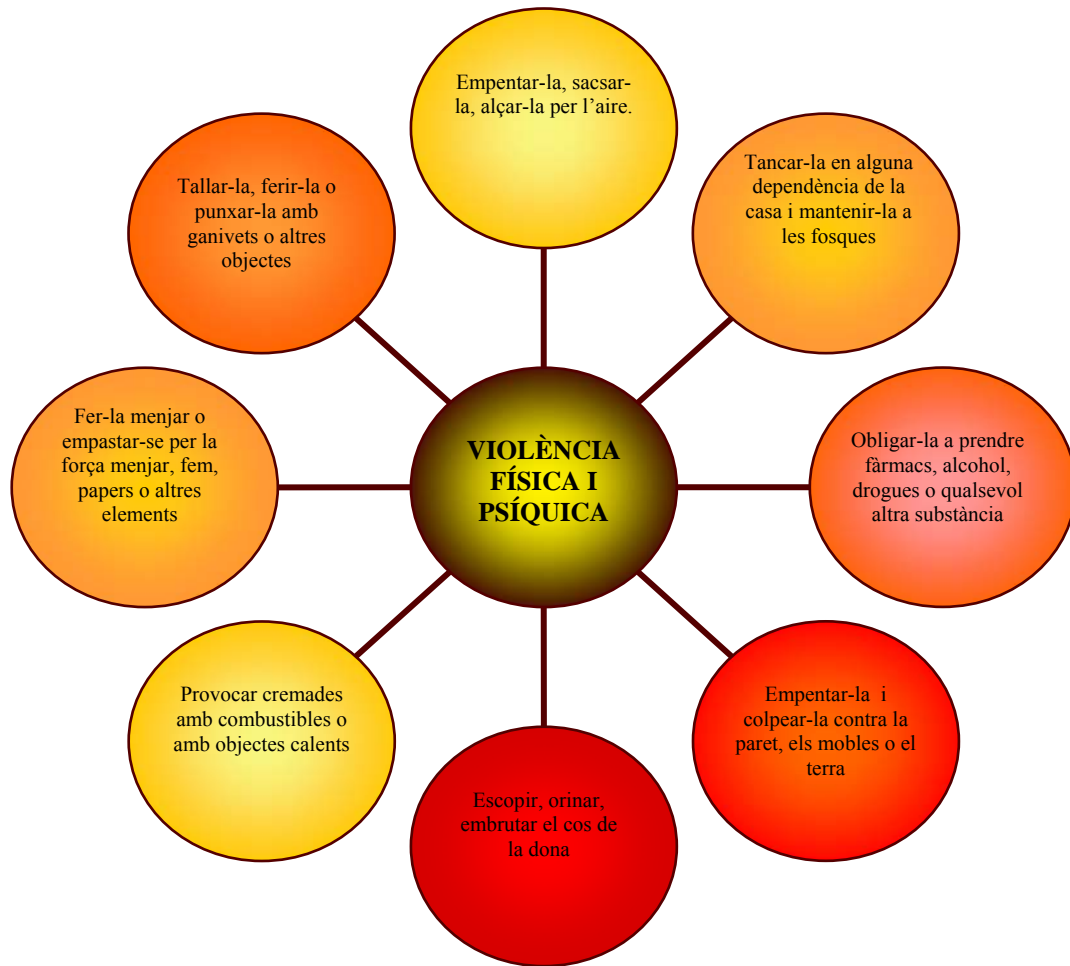 Empentar-la, sacsar-
la, alçar-la per l’aire.
Tancar-la en alguna
dependència de la
casa i mantenir-la a
les fosques
Obligar-la a prendre
fàrmacs, alcohol,
drogues o qualsevol
altra substància
Empentar-la i
colpear-la contra la
paret, els mobles o el
terra
Escopir, orinar,
embrutar el cos de
la dona
Provocar cremades
amb combustibles o
amb objectes calents
Fer-la menjar o
empastar-se per la
força menjar, fem,
papers o altres
elements
Tallar-la, ferir-la o
punxar-la amb
ganivets o altres
objectes
VIOLÈNCIA
FÍSICA I
PSÍQUICA